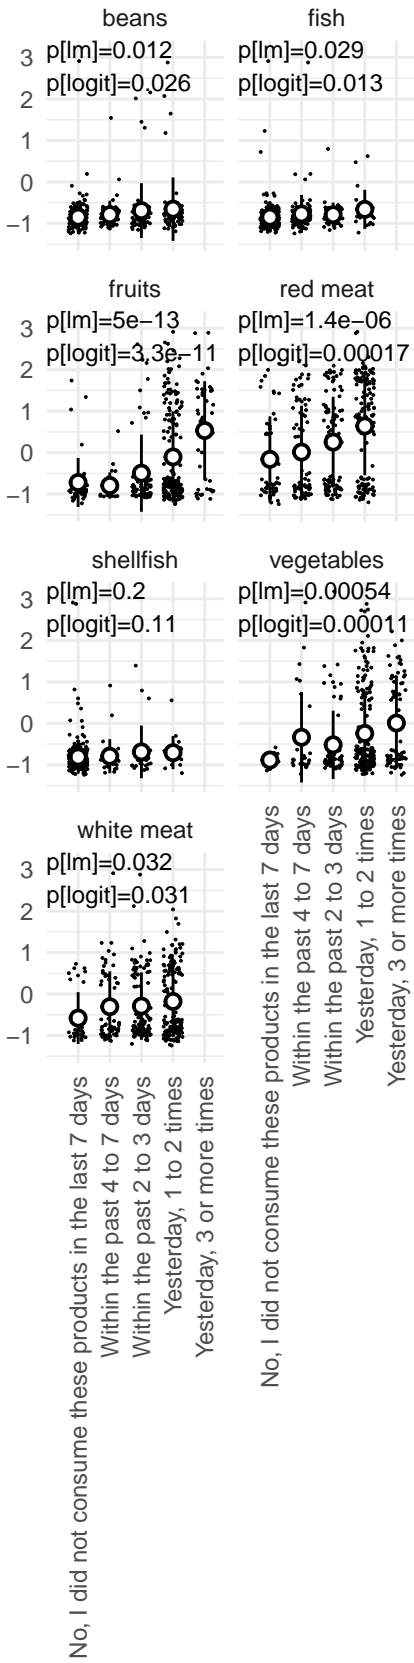 beans
p[lm]=0.012
p[logit]=0.026
3
2
1
0
−1
fish
p[lm]=0.029
p[logit]=0.013
fruits
p[lm]=5e−13
p[logit]=3.3e−11
3
2
1
0
−1
red meat
p[lm]=1.4e−06
p[logit]=0.00017
shellfish
p[lm]=0.2
p[logit]=0.11
3
2
1
0
−1
vegetables
p[lm]=0.00054
p[logit]=0.00011
No, I did not consume these products in the last 7 days
Within the past 4 to 7 days
Within the past 2 to 3 days
Yesterday, 1 to 2 times
Yesterday, 3 or more times
white meat
p[lm]=0.032
p[logit]=0.031
3
2
1
0
−1
No, I did not consume these products in the last 7 days
Within the past 4 to 7 days
Within the past 2 to 3 days
Yesterday, 1 to 2 times
Yesterday, 3 or more times